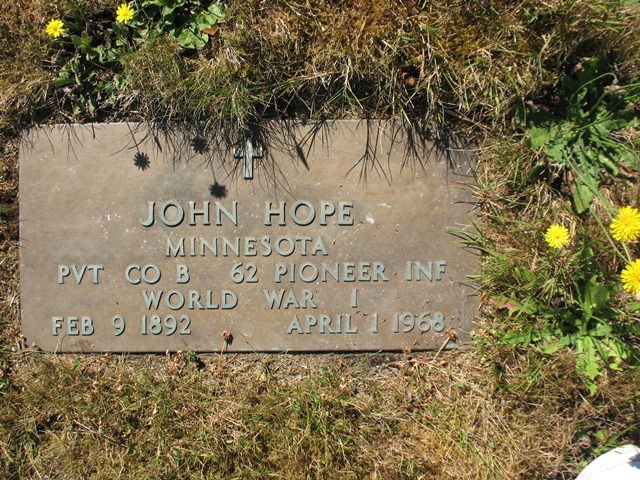 JOHN HOPE
MINNESOTA
PVT CO B 62 PIONEER INF
WORLD WAR I
FEB 9 1892 APRIL 1 1968